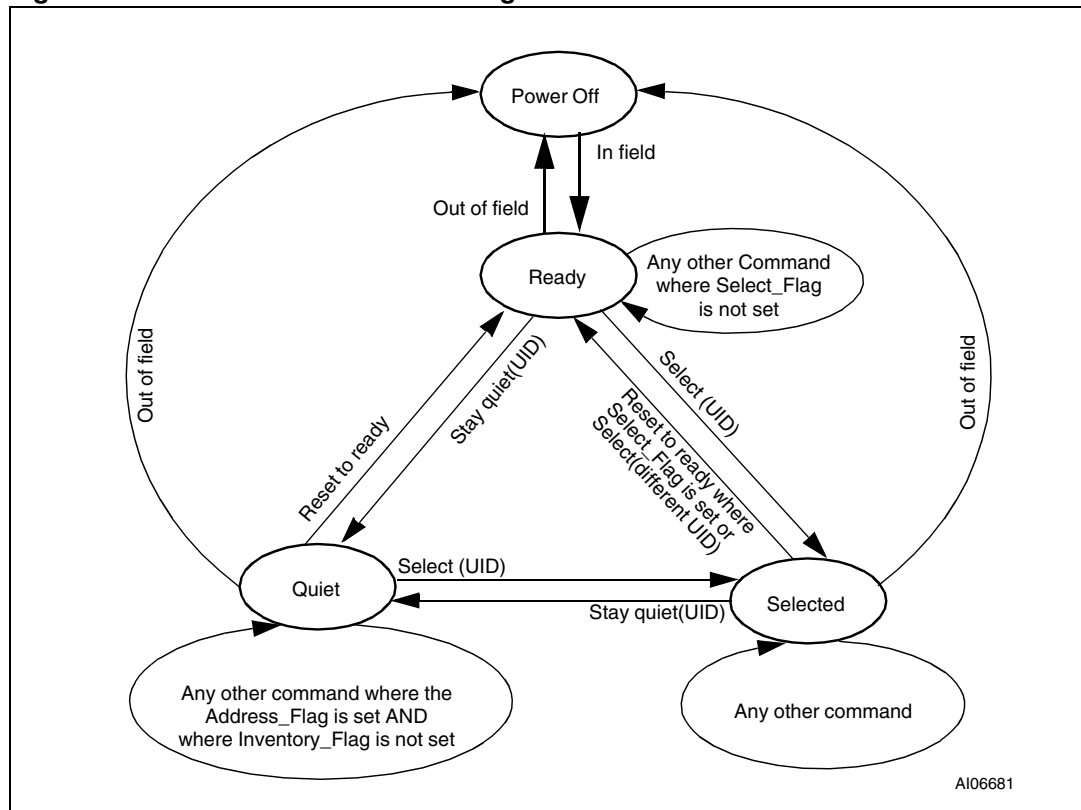 Power Off
In field
Out of field
Ready
Any other Command
where Select_Flag
is not set
Out of field
Out of field
Reset to ready
Stay quiet(UID)
Select (UID)
Reset to ready where
Select_Flag is set or
Select(different UID)
Quiet
Select (UID)
Stay quiet(UID)
Selected
Any other command where the
Address_Flag is set AND
where Inventory_Flag is not set
Any other command
AI06681